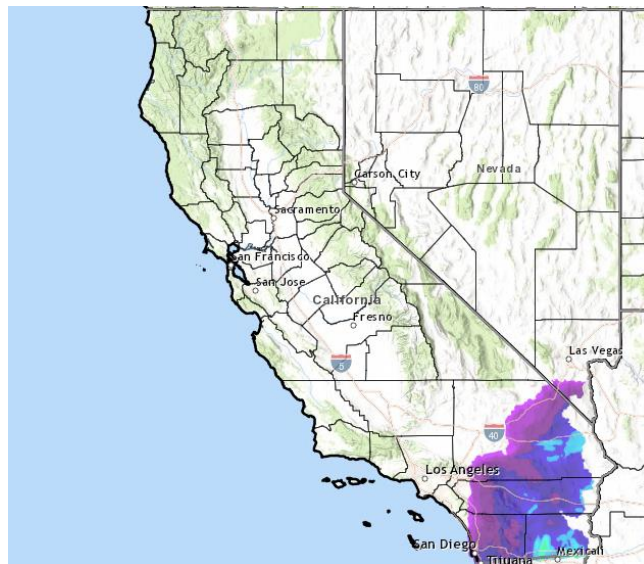 80
Nevada
Carson City
Sacramento
San Francisco
San Jose
California
Fresno
5
Las Vegas
40
Los Angeles
San Diego
Mexicali
Tijuana